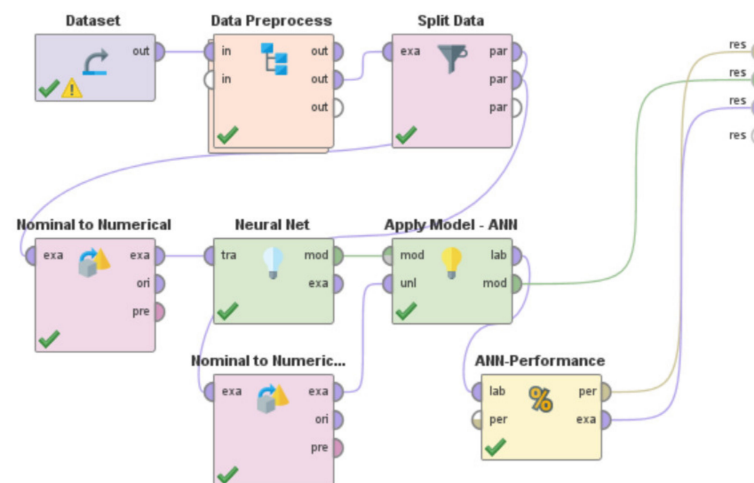 Dataset
Data Preprocess
Split Data
out
in
in
out
out
out
exa
par
par
par
res
res
res
res
Nominal to Numerical
exa
exa
ori
pre
Neural Net
tra
mod
exa
Apply Model - ANN
mod
unl
lab
mod
Nominal to Numeric...
exa
exa
ori
pre
ANN-Performance
lab
per
%
per
exa